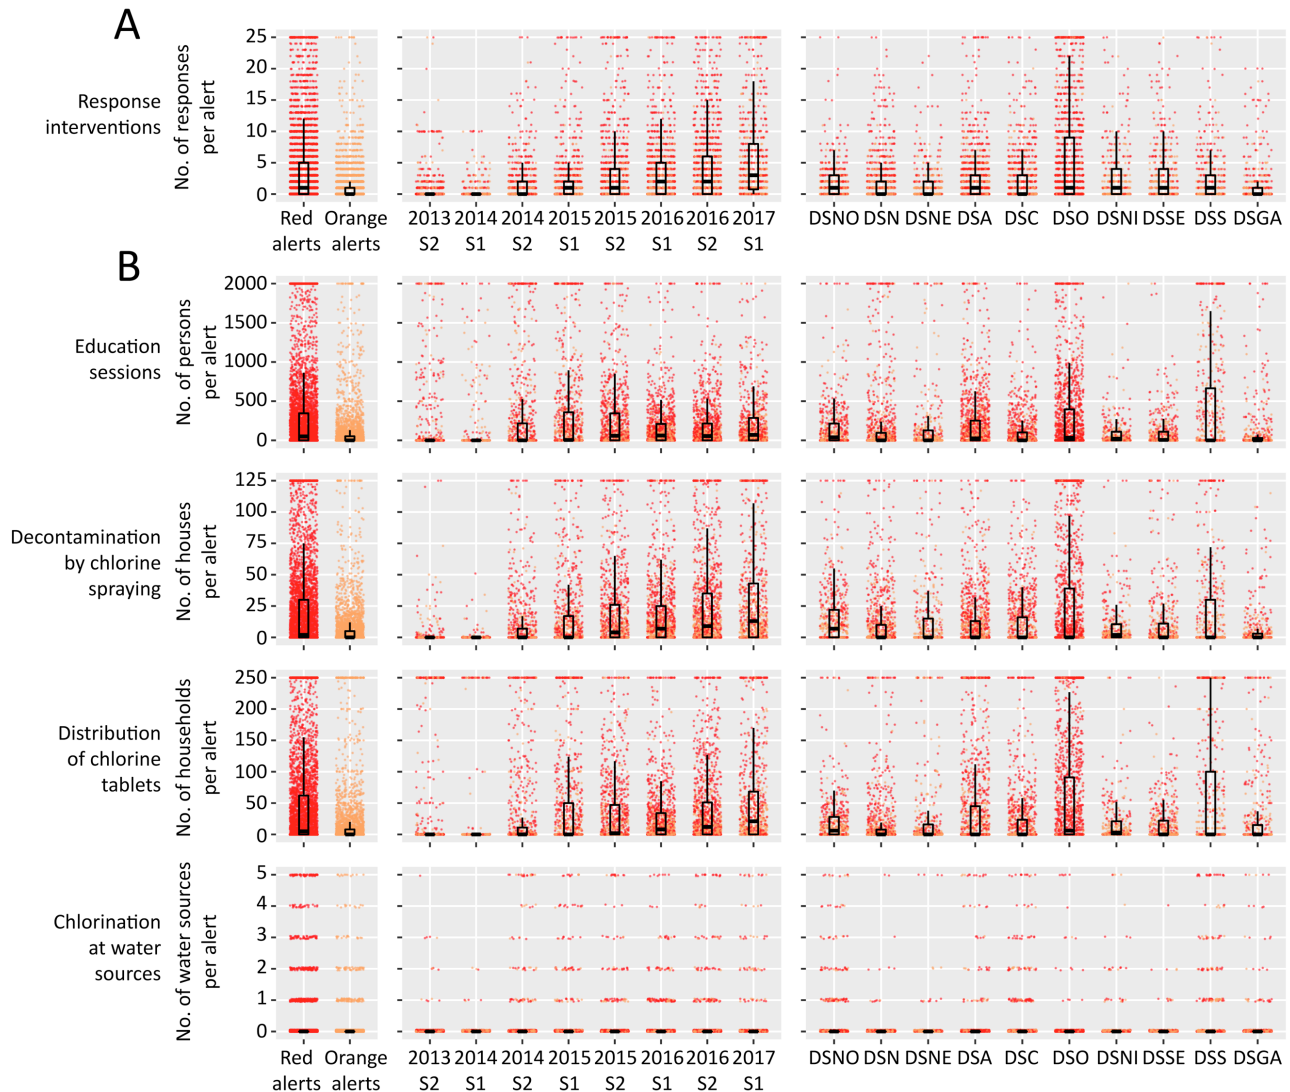 A
Response
interventions
No. of responses
per alert
25
20
15
10
5
0
Red
alerts
Orange
alerts
2013
S2
2014
S1
2014
S2
2015
S1
2015
S2
2016
S1
2016
S2
2017
S1
DSNO DSN DSNE DSA DSC DSO DSNI DSSE DSS DSGA
B
Education
sessions
No. of persons
per alert
2000
1500
1000
500
0
Decontamination
by chlorine
spraying
No. of houses
per alert
125
100
75
50
25
0
Distribution
of chlorine
tablets
No. of households
per alert
250
200
150
100
50
0
Chlorination
at water
sources
No. of water sources
per alert
5
4
3
2
1
0
Red
alerts
Orange
alerts
2013
S2
2014
S1
2014
S2
2015
S1
2015
S2
2016
S1
2016
S2
2017
S1
DSNO DSN DSNE DSA DSC DSO DSNI DSSE DSS DSGA